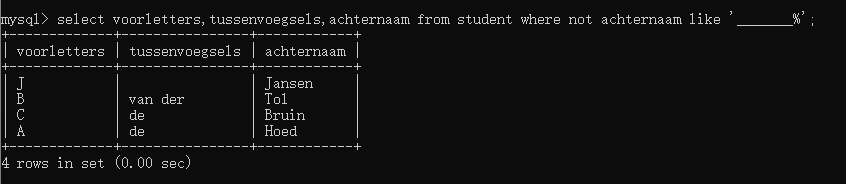 mysql> select voorletters,tussenvoegsels,achternaam from student where not achternaam like '_______%';
+-------------+----------------+------------+
| voorletters | tussenvoegsels | achternaam |
+-------------+----------------+------------+
| J           |                | Jansen     |
| B           | van der        | Tol        |
| C           | de             | Bruin      |
| A           | de             | Hoed       |
+-------------+----------------+------------+
4 rows in set (0.00 sec)